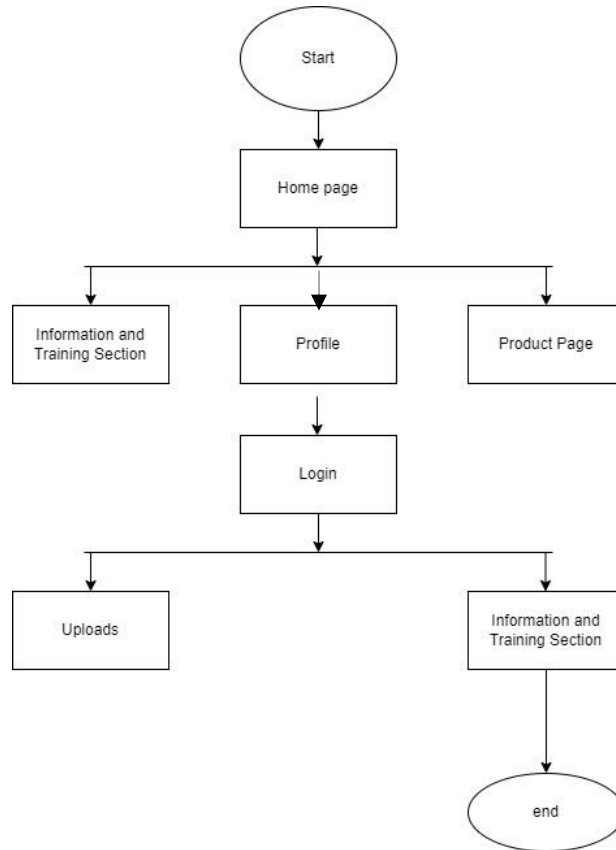 Start
Home page
Information and
Training Section
Profile
Product Page
Login
Uploads
Information and
Training Section
end